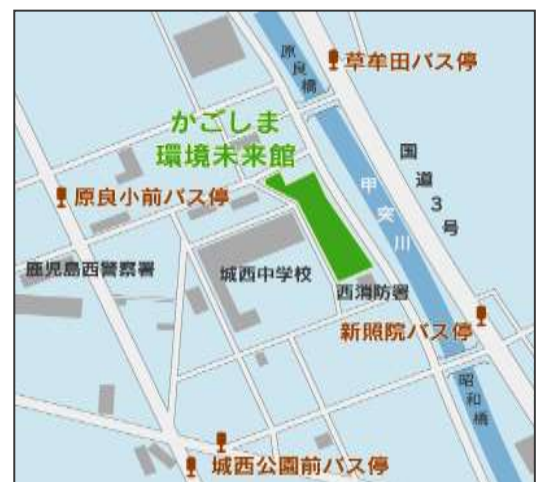 原良橋
草牟田バス停
かごしま
環境未来館
国道3号
甲突川
原良小前バス停
鹿児島西警察署
城西中学校
西消防署
新照院バス停
昭和橋
城西公園前バス停